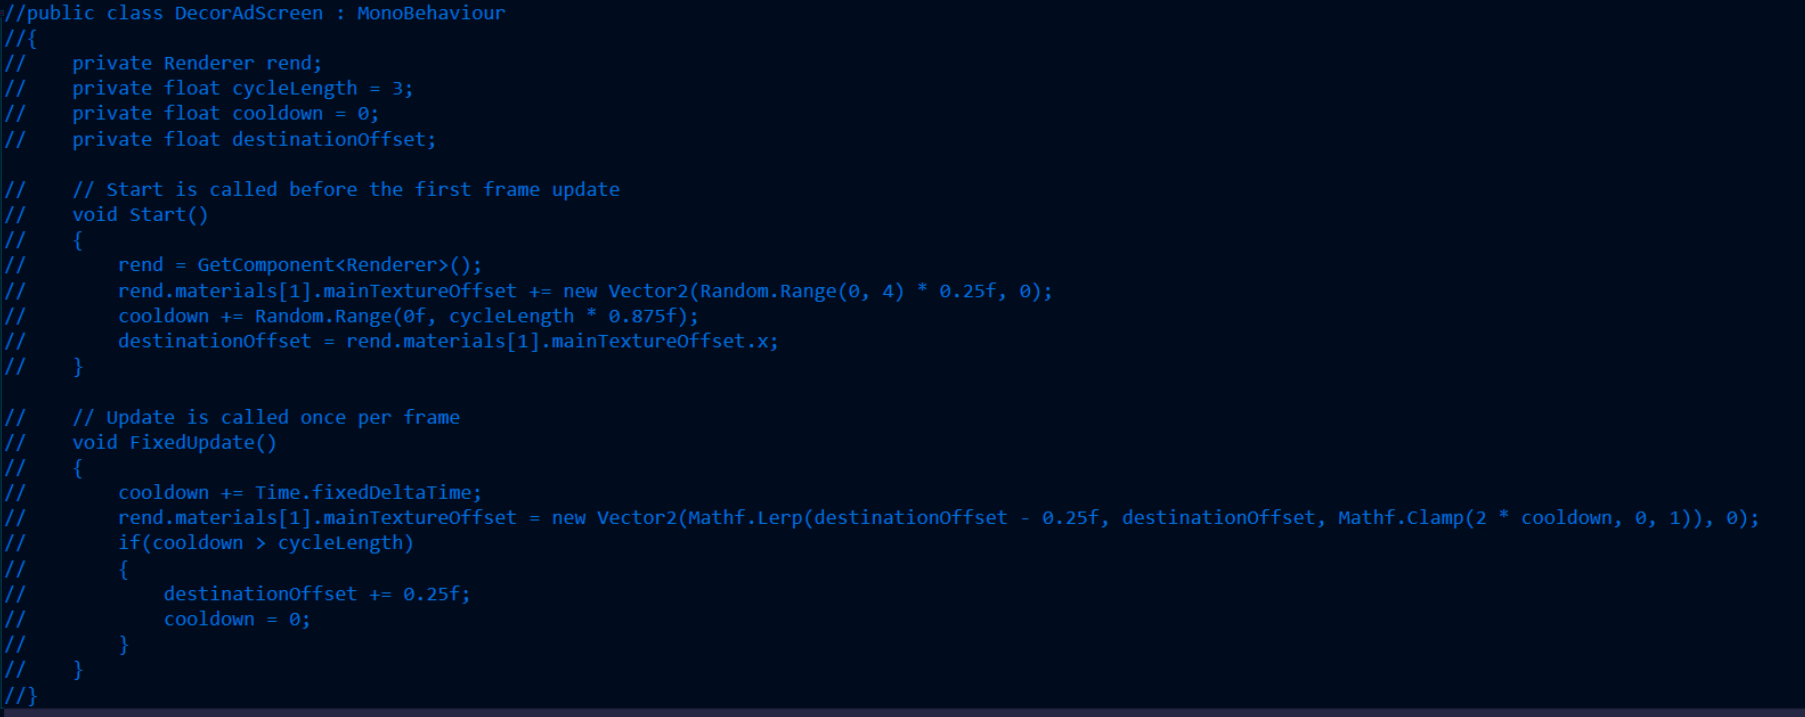 //public class DecorAdScreen : MonoBehaviour
//{
//    private Renderer rend;
//    private float cycleLength = 3;
//    private float cooldown = 0;
//    private float destinationOffset;

//    // Start is called before the first frame update
//    void Start()
//    {
//        rend = GetComponent<Renderer>();
//        rend.materials[1].mainTextureOffset += new Vector2(Random.Range(0, 4) * 0.25f, 0);
//        cooldown += Random.Range(0f, cycleLength * 0.875f);
//        destinationOffset = rend.materials[1].mainTextureOffset.x;
//    }

//    // Update is called once per frame
//    void FixedUpdate()
//    {
//        cooldown += Time.fixedDeltaTime;
//        rend.materials[1].mainTextureOffset = new Vector2(Mathf.Lerp(destinationOffset - 0.25f, destinationOffset, Mathf.Clamp(2 * cooldown, 0, 1)), 0);
//        if(cooldown > cycleLength)
//        {
//            destinationOffset += 0.25f;
//            cooldown = 0;
//        }
//    }
//}